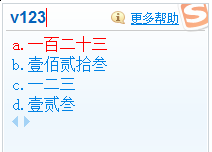 v123 更多帮助
a. 一百二十三
b. 壹佰贰拾叁
c. 一二三
d. 壹贰叁